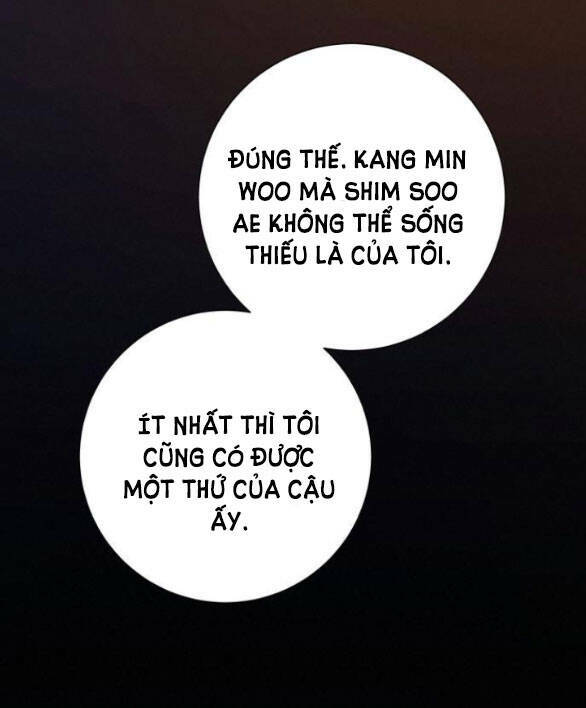 ĐÚNG THẾ. KANG MIN
WOO MÀ SHIM SOO
AE KHÔNG THỂ SỐNG
THIẾU LÀ CỦA TÔI.
ÍT NHẤT THÌ TÔI
CŨNG CÓ ĐƯỢC
MỘT THỨ CỦA CẬU
ẤY.